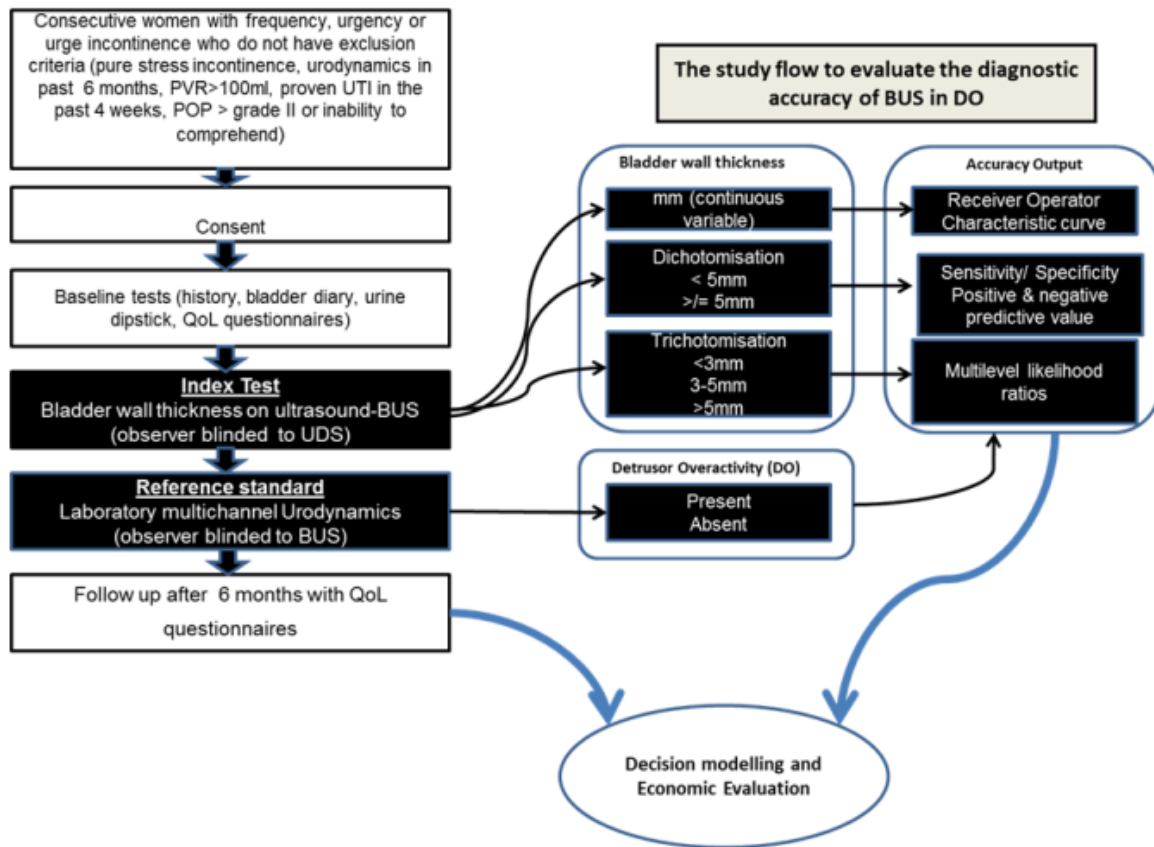 Consecutive women with frequency, urgency or
urge incontinence who do not have exclusion
criteria (pure stress incontinence, urodynamics in
past 6 months, PVR>100ml, proven UTI in the
past 4 weeks, POP > grade II or inability to
comprehend)
Consent
Baseline tests (history, bladder diary, urine
dipstick, QoL questionnaires)
Index Test
Bladder wall thickness on ultrasound-BUS
(observer blinded to UDS)
Reference standard
Laboratory multichannel Urodynamics
(observer blinded to BUS)
Follow up after 6 months with QoL
questionnaires
The study flow to evaluate the diagnostic
accuracy of BUS in DO
Bladder wall thickness
mm (continuous
variable)
Dichotomisation
< 5mm
>/= 5mm
Trichotomisation
<3mm
3-5mm
>5mm
Detrusor Overactivity (DO)
Present
Absent
Accuracy Output
Receiver Operator
Characteristic curve
Sensitivity/ Specificity
Positive & negative
predictive value
Multilevel likelihood
ratios
Decision modelling and
Economic Evaluation